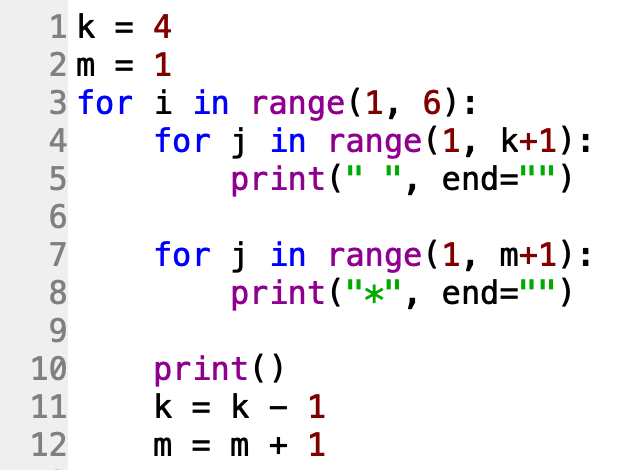 1 k = 4
2 m = 1
3 for i in range(1, 6):
4     for j in range(1, k+1):
5         print(" ", end="")
6
7     for j in range(1, m+1):
8         print("*", end="")
9
10     print()
11     k = k - 1
12     m = m + 1